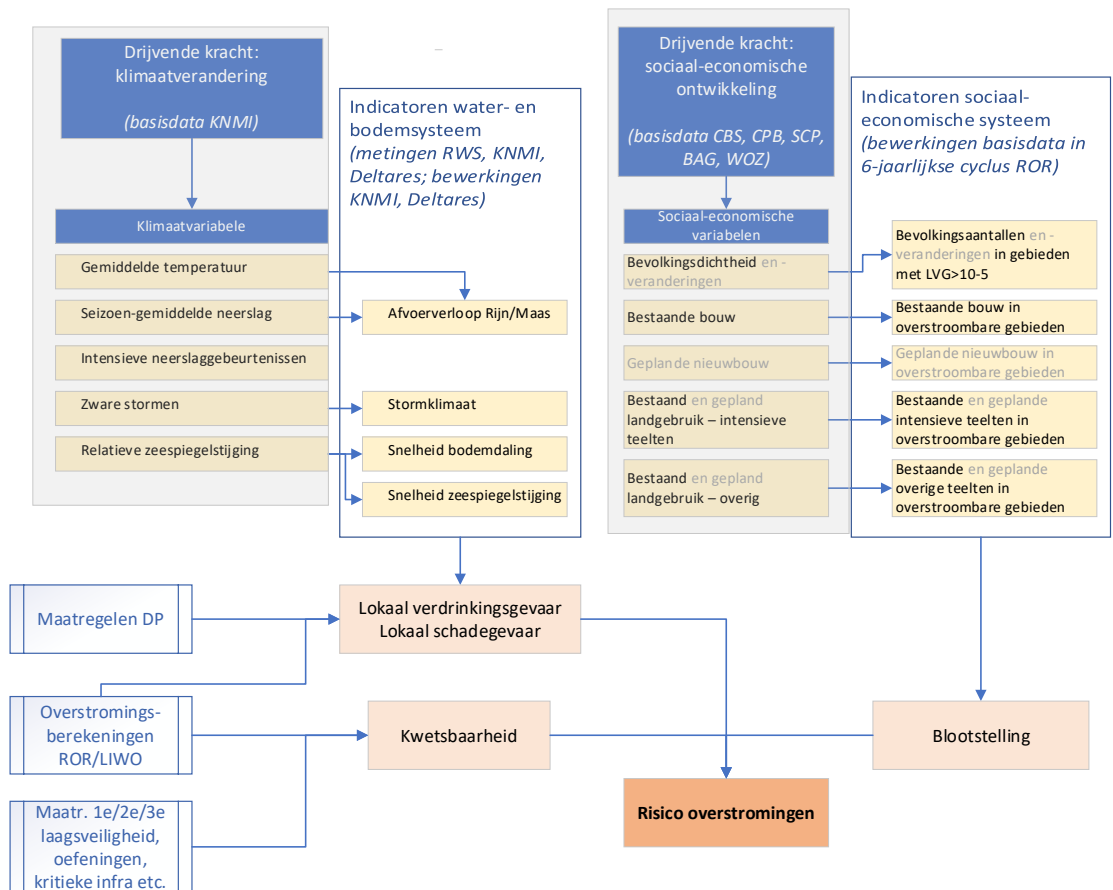 Drijvende kracht:
klimaatverandering
(basisdata KNMI)
Klimaatvariabele
Gemiddelde temperatuur
Seizoen-gemiddelde neerslag
Intensieve neerslaggebeurtenissen
Zware stormen
Relatieve zeespiegelstijging
Indicatoren water- en
bodemsysteem
(metingen RWS, KNMI,
Deltares; bewerkingen
KNMI, Deltares)
Afvoerverloop Rijn/Maas
Stormklimaat
Snelheid bodemdaling
Snelheid zeespiegelstijging
Drijvende kracht:
sociaal-economische
ontwikkeling
(basisdata CBS, CPB, SCP,
BAG, WOZ)
Sociaal-economische
variabelen
Bevolkingsdichtheid en -
veranderingen
Bestaande bouw
Geplande nieuwbouw
Bestaand en gepland
landgebruik – intensieve
teelten
Bestaand en gepland
landgebruik – overig
Indicatoren sociaal-
economische systeem
(bewerkingen basisdata in
6-jaarlijkse cyclus ROR)
Bevolkingsaantallen en -
veranderingen in gebieden
met LVG>10-5
Bestaande bouw in
overstroombare gebieden
Geplande nieuwbouw in
overstroombare gebieden
Bestaande en geplande
intensieve teelten in
overstroombare gebieden
Bestaande en geplande
overige teelten in
overstroombare gebieden
Maatregelen DP
Lokaal verdrinkingsgevaar
Lokaal schadegevaar
Overstromings-
berekeningen
ROR/LIWO
Kwetsbaarheid
Blootstelling
Risico overstromingen
Maatr. 1e/2e/3e
laagsveiligheid,
oefeningen,
kritieke infra etc.